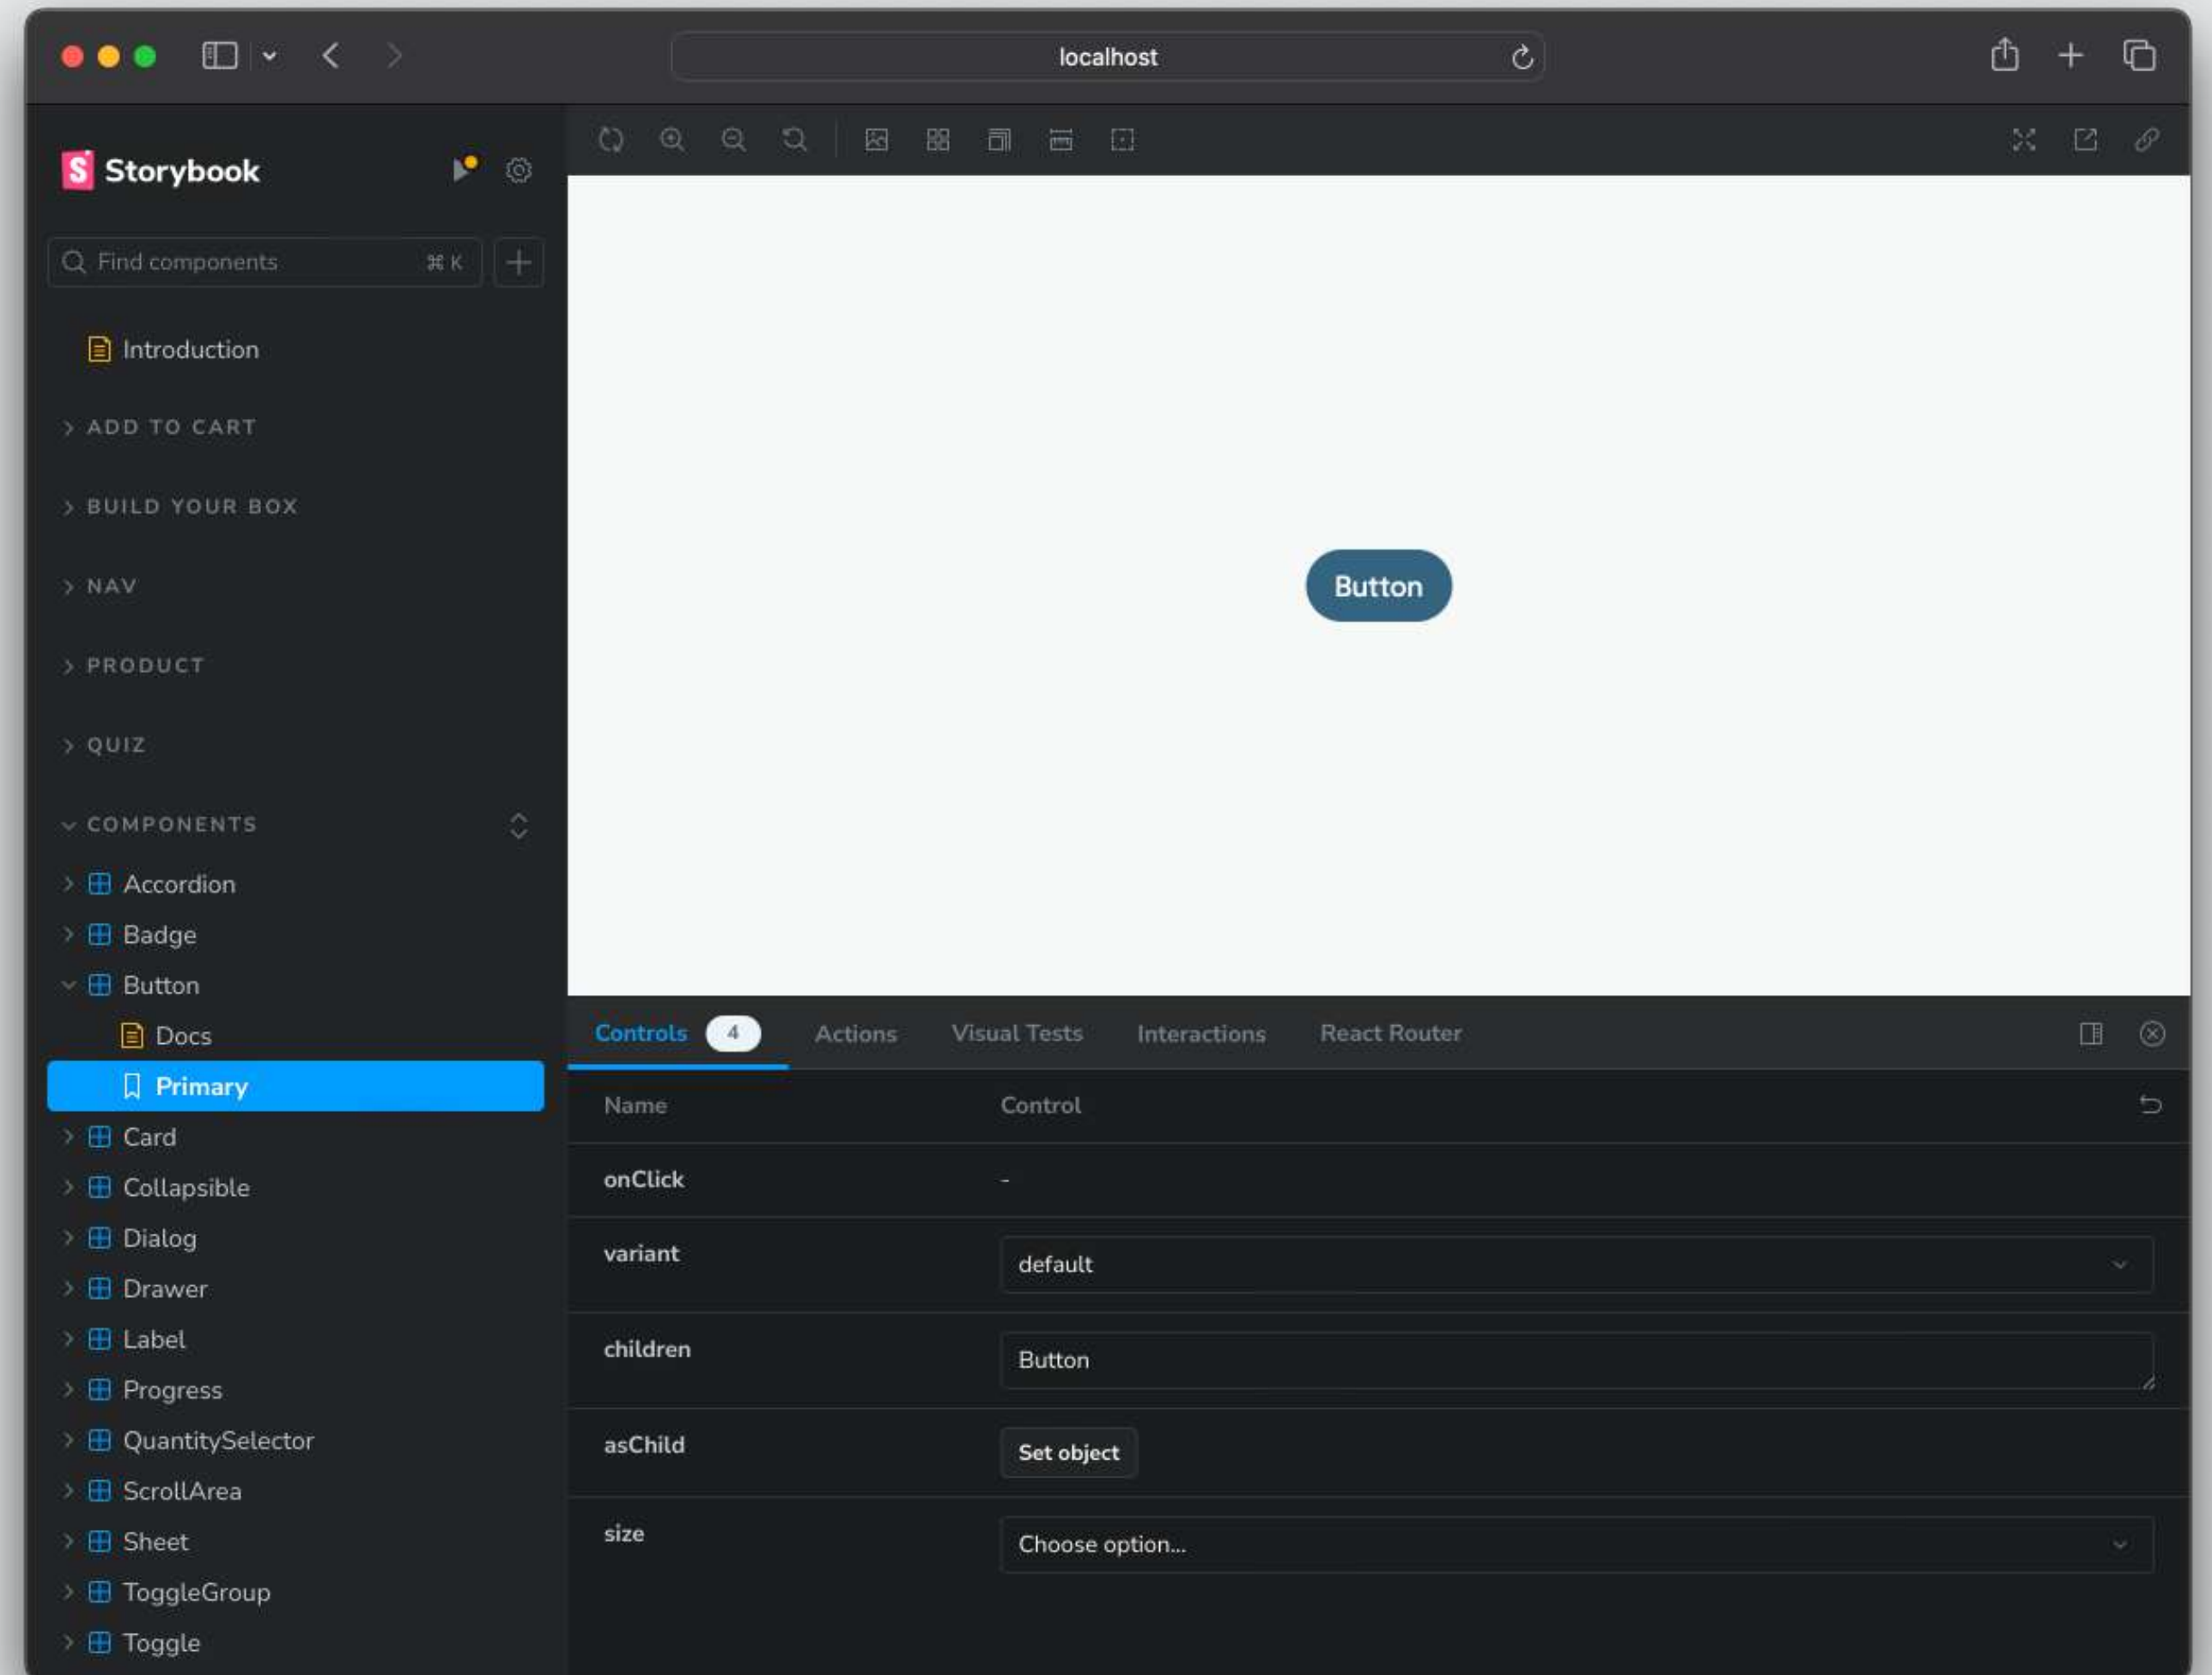 localhost
Storybook
Find components ⌘ K
Introduction
ADD TO CART
BUILD YOUR BOX
NAV
PRODUCT
QUIZ
COMPONENTS
Accordion
Badge
Button
Docs
Primary
Card
Collapsible
Dialog
Drawer
Label
Progress
QuantitySelector
ScrollArea
Sheet
ToggleGroup
Toggle
Button
Controls 4 Actions Visual Tests Interactions React Router
Name Control
onClick -
variant default
children Button
asChild Set object
size Choose option...